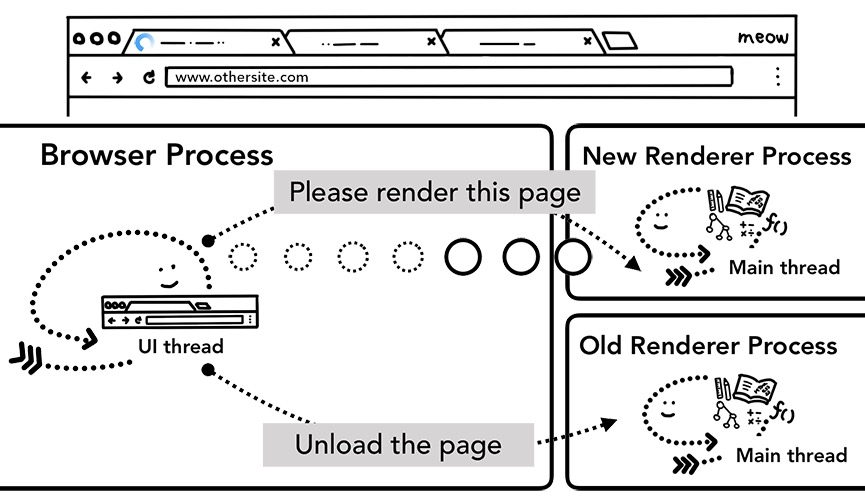 meow
www.othersite.com
Browser Process
New Renderer Process
Please render this page
f()
Main thread
UI thread
Old Renderer Process
f()
Unload the page
Main thread